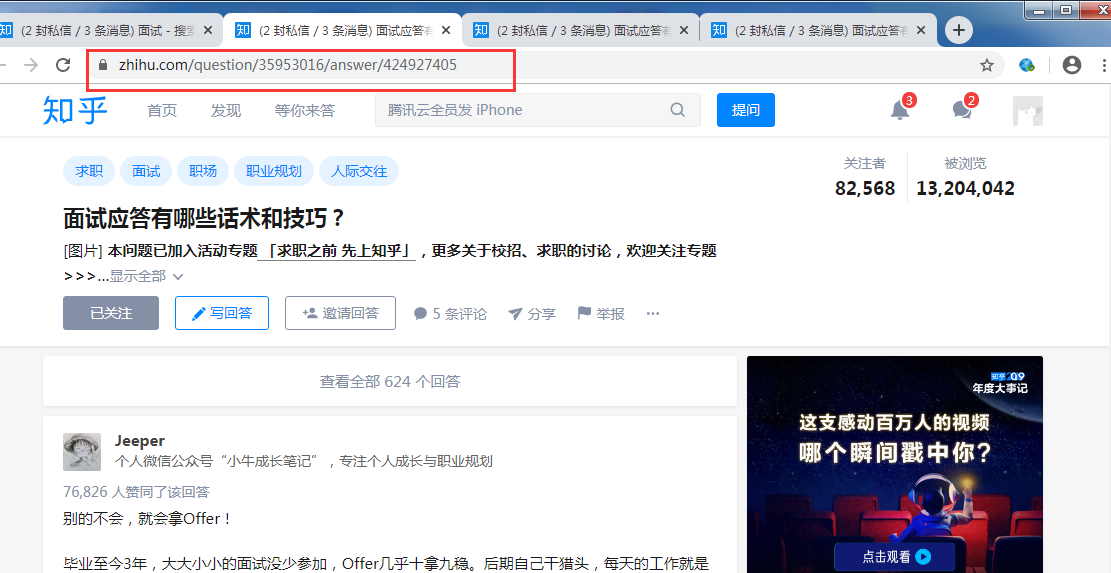 (2 封私信 / 3 条消息) 面试 - 搜索
(2 封私信 / 3 条消息) 面试应答有
(2 封私信 / 3 条消息) 面试应答有
(2 封私信 / 3 条消息) 面试应答有
zhihu.com/question/35953016/answer/424927405
知乎 首页 发现 等你来答 腾讯云全员发 iPhone 提问 3 2
求职 面试 职场 职业规划 人际交往
关注者 被浏览
82,568 13,204,042
面试应答有哪些话术和技巧？
[图片] 本问题已加入活动专题「求职之前 先上知乎」，更多关于校招、求职的讨论，欢迎关注专题
>>>...显示全部
已关注 写回答 邀请回答 5 条评论 分享 举报 ...
查看全部 624 个回答
Jeeper
个人微信公众号“小牛成长笔记”，专注个人成长与职业规划
76,826 人赞同了该回答
别的不会，就会拿Offer！
毕业至今3年，大大小小的面试没少参加，Offer几乎十拿九稳。后期自己干猎头，每天的工作就是
知乎 2019
年度大事记
这支感动百万人的视频
哪个瞬间戳中你？
点击观看